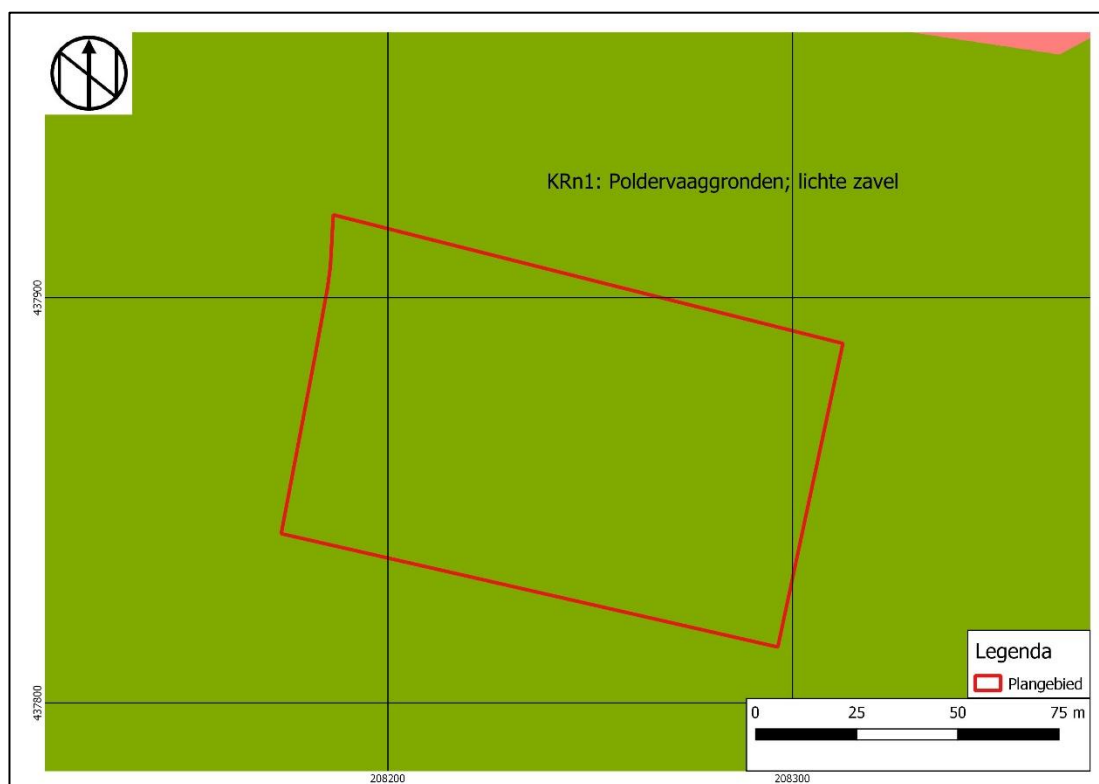 KRn1: Poldervaaggronden; lichte zavel
437900
Legenda
Plangebied
437800
0 25 50 75 m
208200 208300